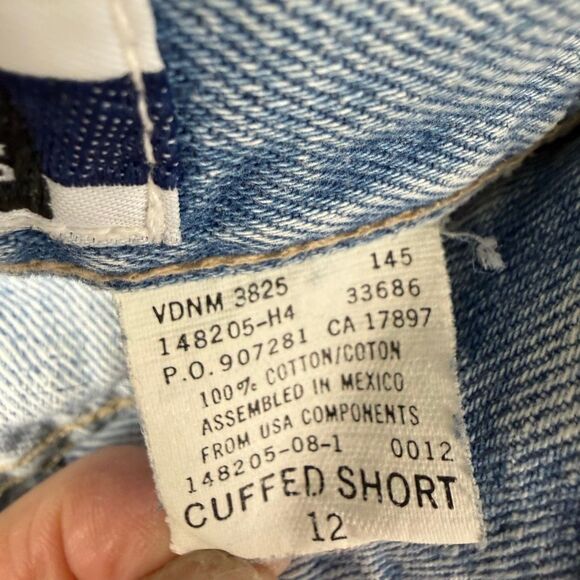 VDNM 3825 145
148205-H4 33686
P.O. 907281 CA 17897
100% COTTON/COTON
ASSEMBLED IN MEXICO
FROM USA COMPONENTS
148205-08-1 0012
CUFFED SHORT
12